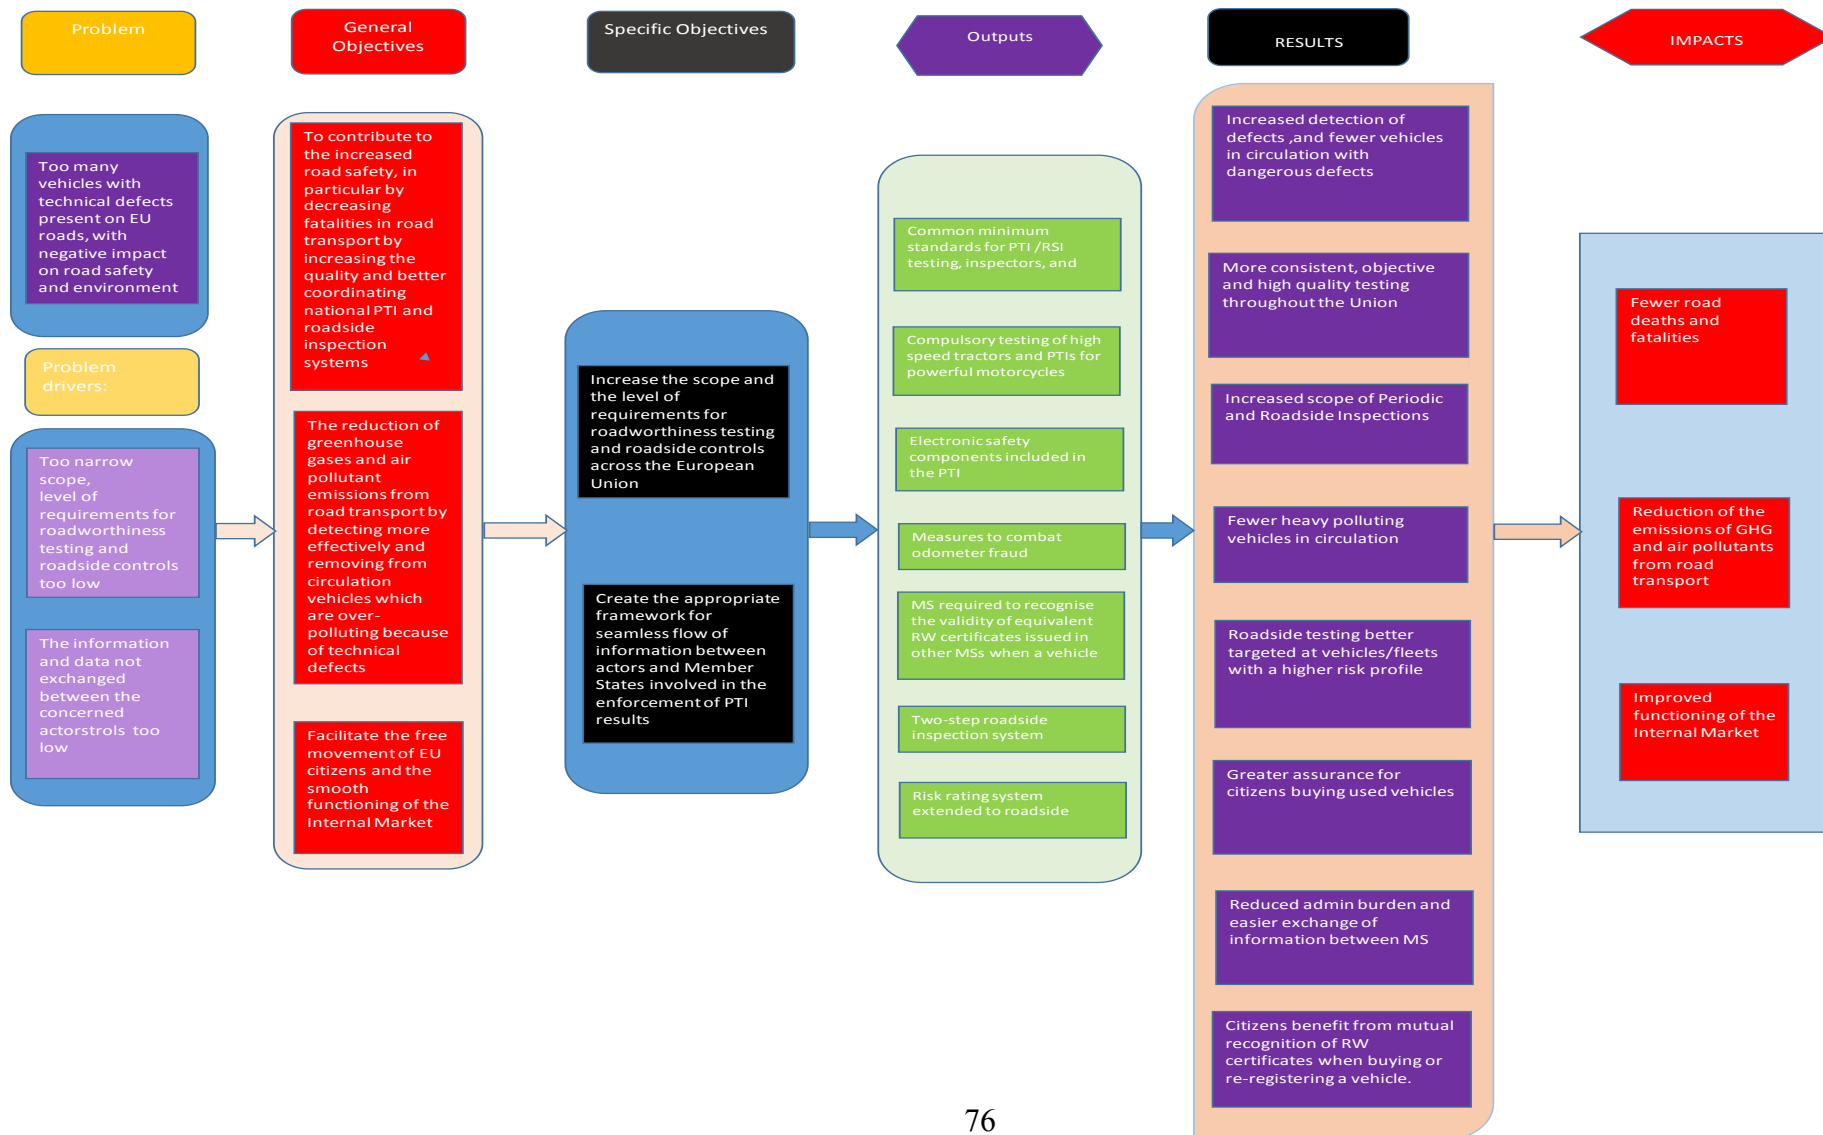 Problem
General
Objectives
Specific Objectives
Outputs
RESULTS
IMPACTS
Too many
vehicles with
technical defects
present on EU
roads, with
negative impact
on road safety
and environment
Problem
drivers:
Too narrow
scope,
level of
requirements for
roadworthiness
testing and
roadside controls
too low
The information
and data not
exchanged
between the
concerned
actorstrols too
low
To contribute to
the increased
road safety, in
particular by
decreasing
fatalities in road
transport by
increasing the
quality and better
coordinating
national PTI and
roadside
inspection
systems
The reduction of
greenhouse
gases and air
pollutant
emissions from
road transport by
detecting more
effectively and
removing from
circulation
vehicles which
are over-
polluting because
of technical
defects
Facilitate the free
movement of EU
citizens and the
smooth
functioning of the
Internal Market
Increase the scope and
the level of
requirements for
roadworthiness testing
and roadside controls
across the European
Union
Create the appropriate
framework for
seamless flow of
information between
actors and Member
States involved in the
enforcement of PTI
results
Common minimum
standards for PTI /RSI
testing, inspectors, and
Compulsory testing of high
speed tractors and PTIs for
powerful motorcycles
Electronic safety
components included in
the PTI
Measures to combat
odometer fraud
MS required to recognise
the validity of equivalent
RW certificates issued in
other MSs when a vehicle
Two-step roadside
inspection system
Risk rating system
extended to roadside
Increased detection of
defects ,and fewer vehicles
in circulation with
dangerous defects
More consistent, objective
and high quality testing
throughout the Union
Increased scope of Periodic
and Roadside Inspections
Fewer heavy polluting
vehicles in circulation
Roadside testing better
targeted at vehicles/fleets
with a higher risk profile
Greater assurance for
citizens buying used vehicles
Reduced admin burden and
easier exchange of
information between MS
Citizens benefit from mutual
recognition of RW
certificates when buying or
re-registering a vehicle.
Fewer road
deaths and
fatalities
Reduction of the
emissions of GHG
and air pollutants
from road
transport
Improved
functioning of the
Internal Market
76